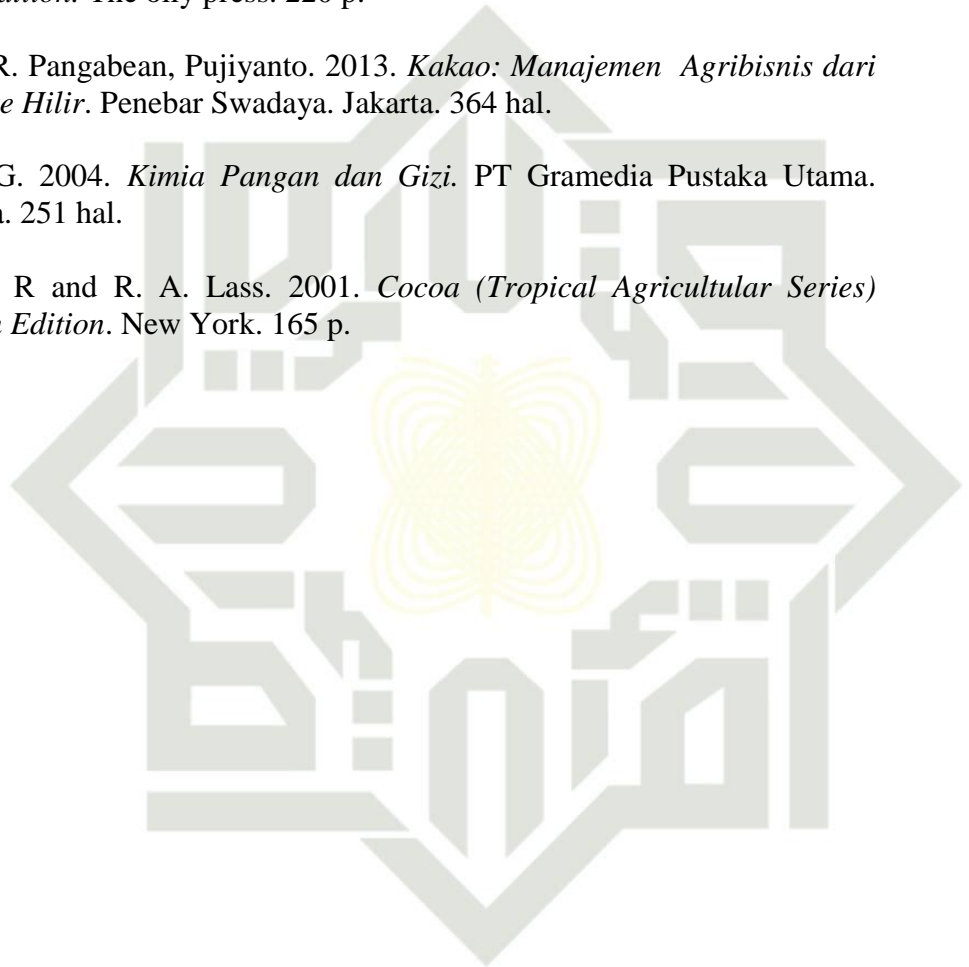 dition. The oily press. 220 p.
R. Pangabean, Pujiyanto. 2013. Kakao: Manajemen Agribisnis dari
e Hilir. Penebar Swadaya. Jakarta. 364 hal.
G. 2004. Kimia Pangan dan Gizi. PT Gramedia Pustaka Utama.
a. 251 hal.
R and R. A. Lass. 2001. Cocoa (Tropical Agricultular Series)
n Edition. New York. 165 p.